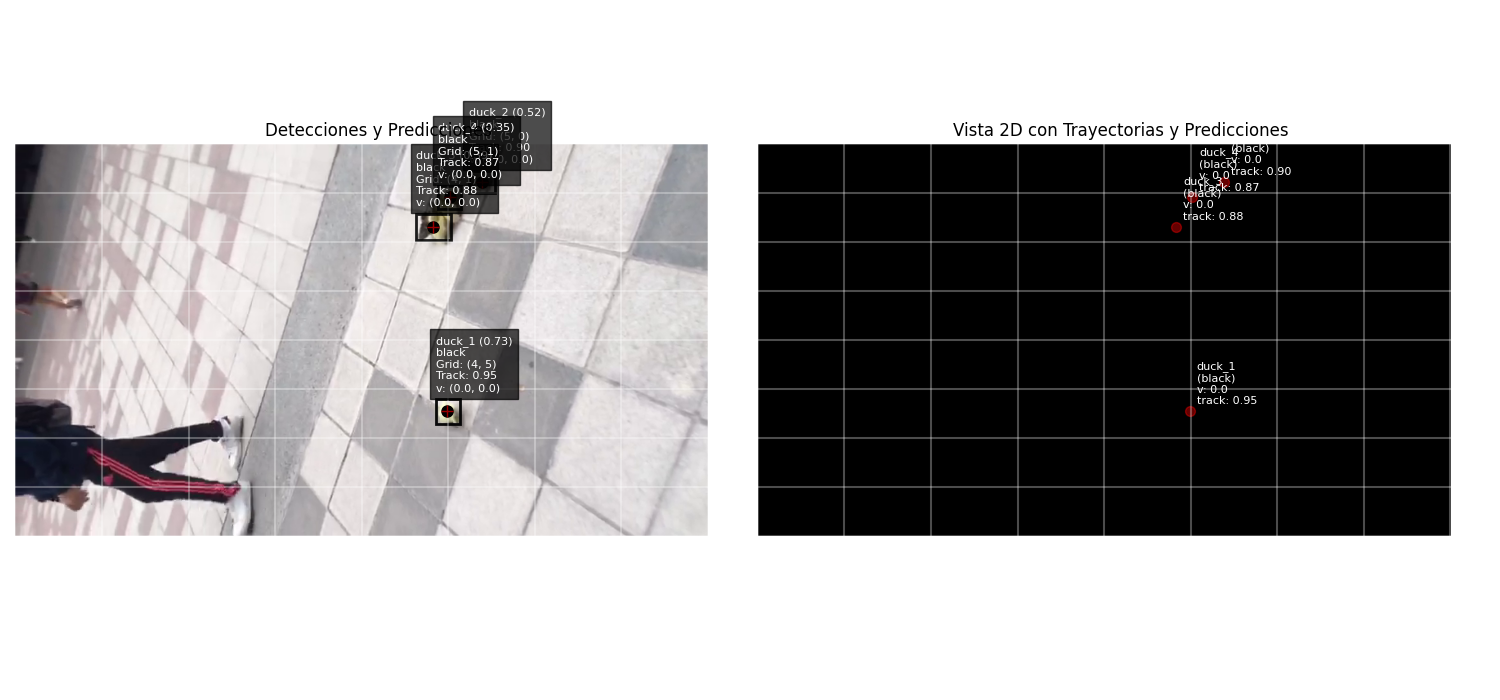 Detecciones y Predicc
duck_2 (0.52)
duck_4 (0.35)
black
Grid: (5, 1)
Track: 0.87
v: (0.0, 0.0)
Track: 0.88
v: (0.0, 0.0)
duck_1 (0.73)
black
Grid: (4, 5)
Track: 0.95
v: (0.0, 0.0)
Vista 2D con Trayectorias y Predicciones
(black)
v: 0.0
track: 0.90
duck_4
(black)
v: 0.0
track: 0.87
duck_3
(black)
v: 0.0
track: 0.88
duck_1
(black)
v: 0.0
track: 0.95